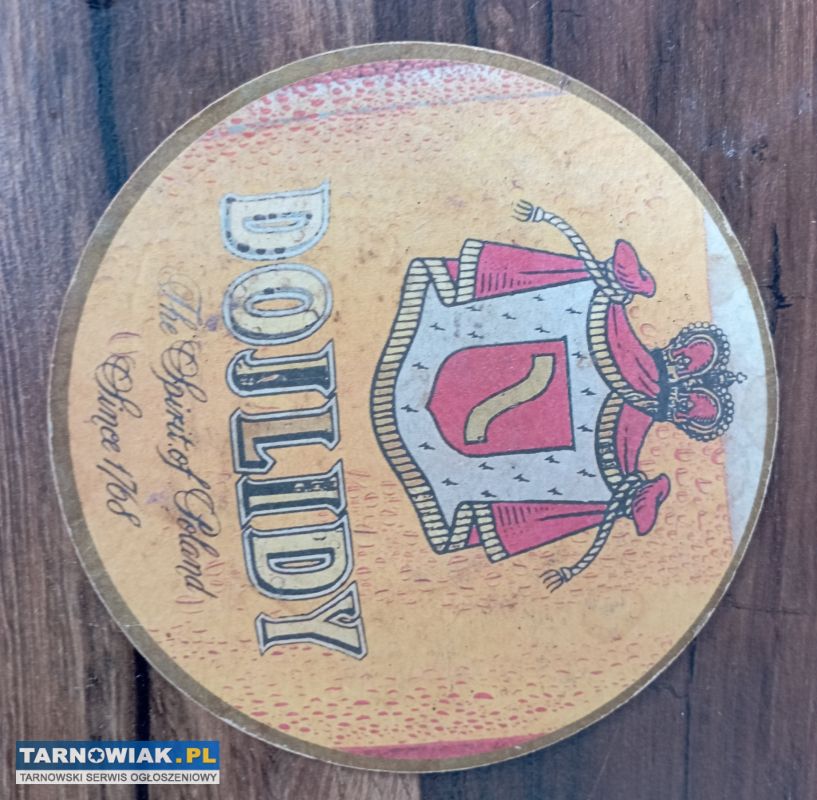 DOJLIDY
The Spirit of Poland
Since 1768
TARNOWIAK.PL
TARNOWSKI SERWIS OGŁOSZENIOWY